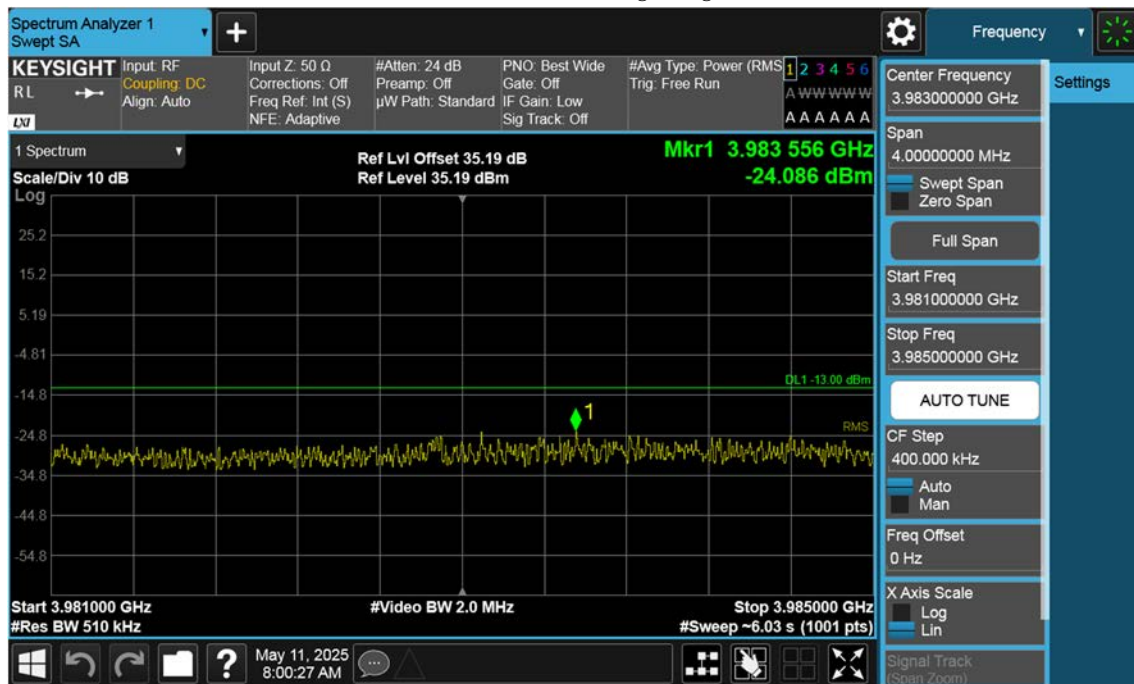 Spectrum Analyzer 1
Swept SA
+
Frequency
KEYSIGHT
RL
LXI
Input: RF
Coupling: DC
Align: Auto
Input Z: 50 Ω
Corrections: Off
Freq Ref: Int (S)
NFE: Adaptive
#Atten: 24 dB
Preamp: Off
µW Path: Standard
PNO: Best Wide
Gate: Off
IF Gain: Low
Sig Track: Off
#Avg Type: Power (RMS
Trig: Free Run
1 2 3 4 5 6
A W W W W W
A A A A A A
1 Spectrum
Scale/Div 10 dB
Ref Lvl Offset 35.19 dB
Ref Level 35.19 dBm
Mkr1 3.983 556 GHz
-24.086 dBm
Log
25.2
15.2
5.19
-4.81
-14.8
-24.8
-34.8
-44.8
-54.8
DL1 -13.00 dBm
1
RMS
Start 3.981000 GHz
#Res BW 510 kHz
#Video BW 2.0 MHz
Stop 3.985000 GHz
#Sweep ~6.03 s (1001 pts)
Center Frequency
3.983000000 GHz
Span
4.00000000 MHz
Swept Span
Zero Span
Full Span
Start Freq
3.981000000 GHz
Stop Freq
3.985000000 GHz
AUTO TUNE
CF Step
400.000 kHz
Auto
Man
Freq Offset
0 Hz
X Axis Scale
Log
Lin
Signal Track
(Span Zoom)
Settings
?
May 11, 2025
8:00:27 AM